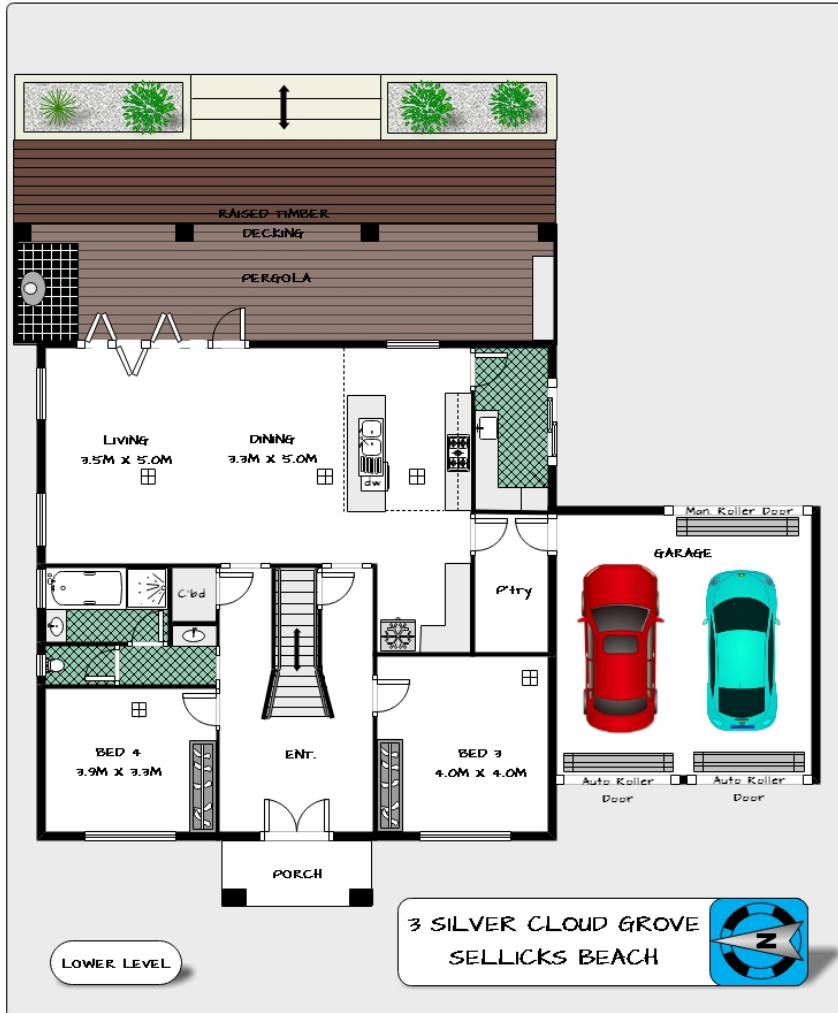 RAISED TIMBER
DECKING
PERGOLA
LIVING
3.5M X 5.0M
DINING
3.3M X 5.0M
dw
Man. Roller Door
GARAGE
C'bd
P'try
BED 4
3.9M X 3.3M
ENT.
BED 3
4.0M X 4.0M
Auto Roller
Door
Auto Roller
Door
PORCH
3 SILVER CLOUD GROVE
SELLICKS BEACH
N
LOWER LEVEL